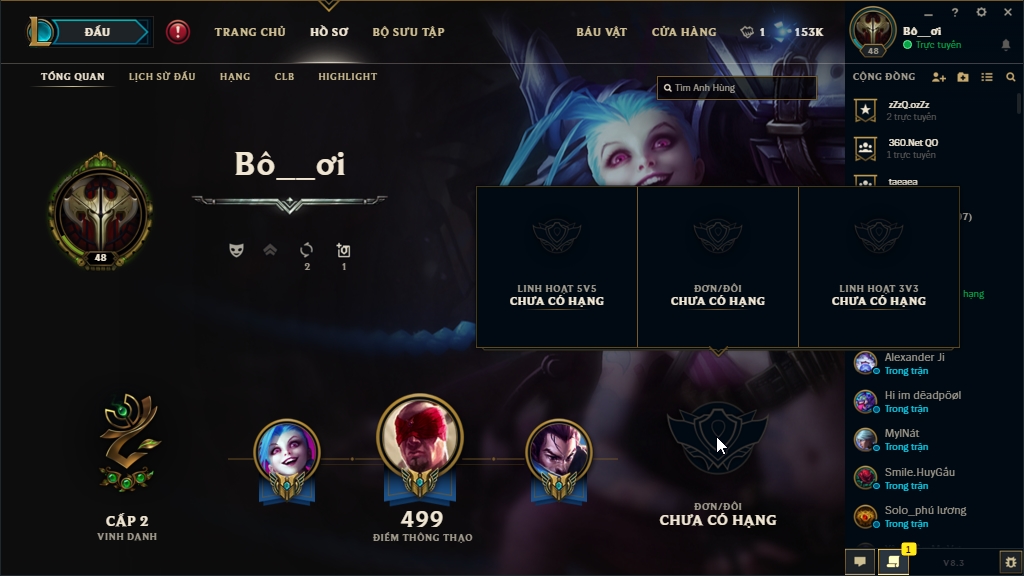 ĐẤU
TRANG CHỦ
HỒ SƠ
BỘ SƯU TẬP
BÁU VẬT
CỬA HÀNG
1
153K
48
Bô__ơi
Trực tuyến
TỔNG QUAN
LỊCH SỬ ĐẤU
HẠNG
CLB
HIGHLIGHT
Tìm Anh Hùng
CỘNG ĐỒNG
zZzQ.ozZz
2 trực tuyến
360.Net QO
1 trực tuyến
taeaea
Bô__ơi
48
2
1
LINH HOẠT 5V5
CHƯA CÓ HẠNG
ĐƠN/ĐÔI
CHƯA CÓ HẠNG
LINH HOẠT 3V3
CHƯA CÓ HẠNG
hạng
Alexander Ji
Trong trận
Hi im dēadpöøl
Trong trận
MylNát
Trong trận
Smile.HuyGấu
Trong trận
Solo_phú lương
Trong trận
CẤP 2
VINH DANH
499
ĐIỂM THÔNG THẠO
ĐƠN/ĐÔI
CHƯA CÓ HẠNG
1
V8.3